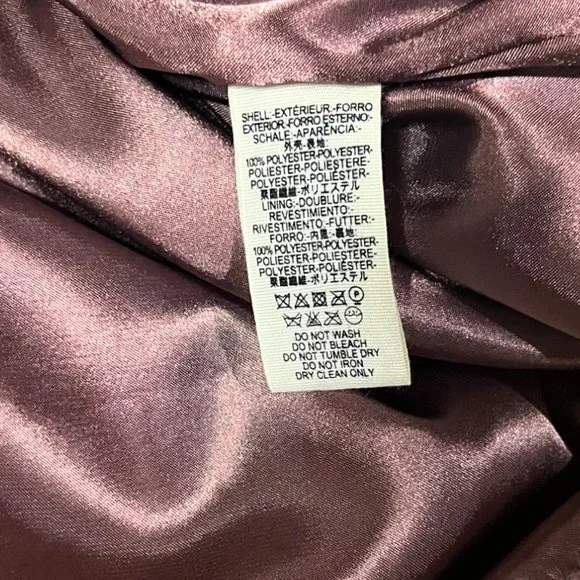 SHELL-EXTÉRIEUR-FORRO
EXTERIOR-FORRO ESTERNO-
SCHALE-APARÊNCIA:-
外壳-表地:
100% POLYESTER-POLYESTER-
POLIESTER-POLIESTERE-
POLYESTER-POLIÉSTER-
聚酯纖維-ポリエステル
LINING:-DOUBLURE:-
REVESTIMIENTO:-
RIVESTIMENTO-FUTTER:-
FORRO:-内里:-裏地:
100% POLYESTER-POLYESTER-
POLIESTER-POLIESTERE-
POLYESTER-POLIÉSTER-
聚酯纖維-ポリエステル
P
DO NOT WASH
DO NOT BLEACH
DO NOT TUMBLE DRY
DO NOT IRON
DRY CLEAN ONLY